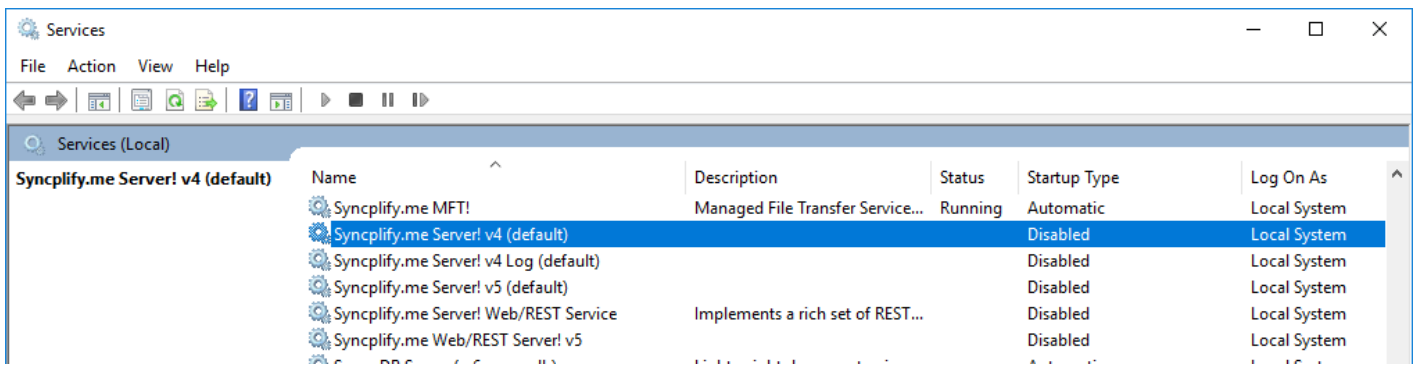 Services
File Action View Help
Services (Local)
Syncplify.me Server! v4 (default)
Name Description Status Startup Type Log On As
Syncplify.me MFT! Managed File Transfer Service... Running Automatic Local System
Syncplify.me Server! v4 (default) Disabled Local System
Syncplify.me Server! v4 Log (default) Disabled Local System
Syncplify.me Server! v5 (default) Disabled Local System
Syncplify.me Server! Web/REST Service Implements a rich set of REST... Disabled Local System
Syncplify.me Web/REST Server! v5 Disabled Local System